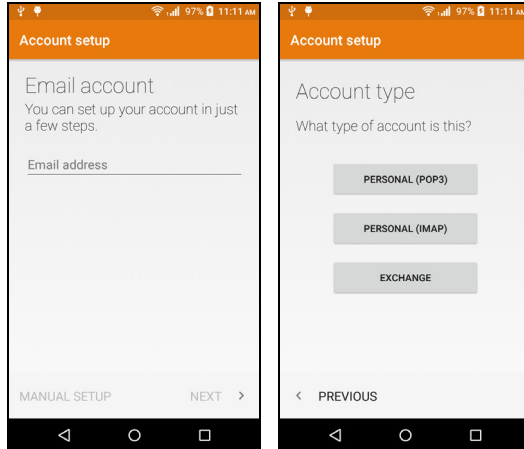 97% 11:11 AM
Account setup
Email account
You can set up your account in just
a few steps.
Email address
MANUAL SETUP
NEXT
97% 11:11 AM
Account setup
Account type
What type of account is this?
PERSONAL (POP3)
PERSONAL (IMAP)
EXCHANGE
PREVIOUS